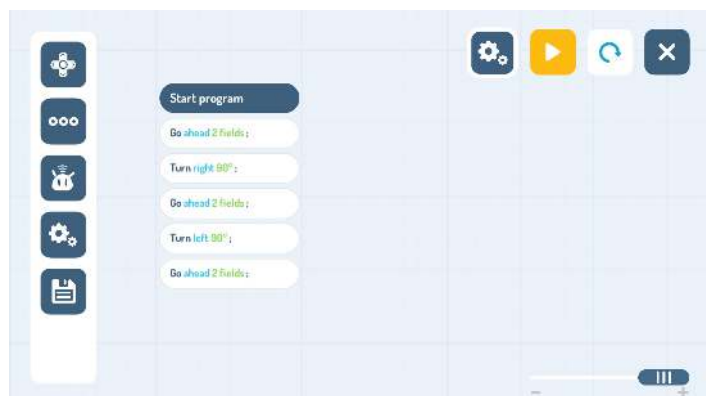 Start program
Go ahead 2 fields;
Turn right 90°;
Go ahead 2 fields;
Turn left 90°;
Go ahead 2 fields;